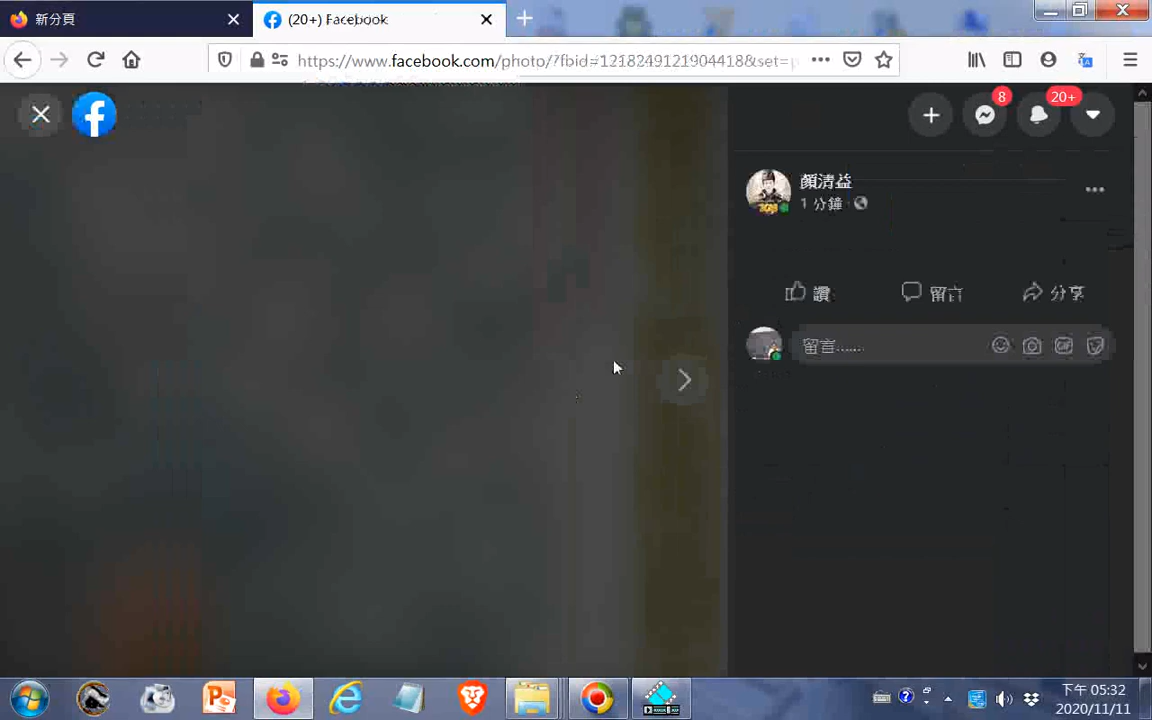 新分頁
(20+) Facebook
https://www.facebook.com/photo/?fbid=1218249121904418&set=p
8
20+
顏清益
1 分鐘
讚
留言
分享
留言……
GIF
下午 05:32
2020/11/11